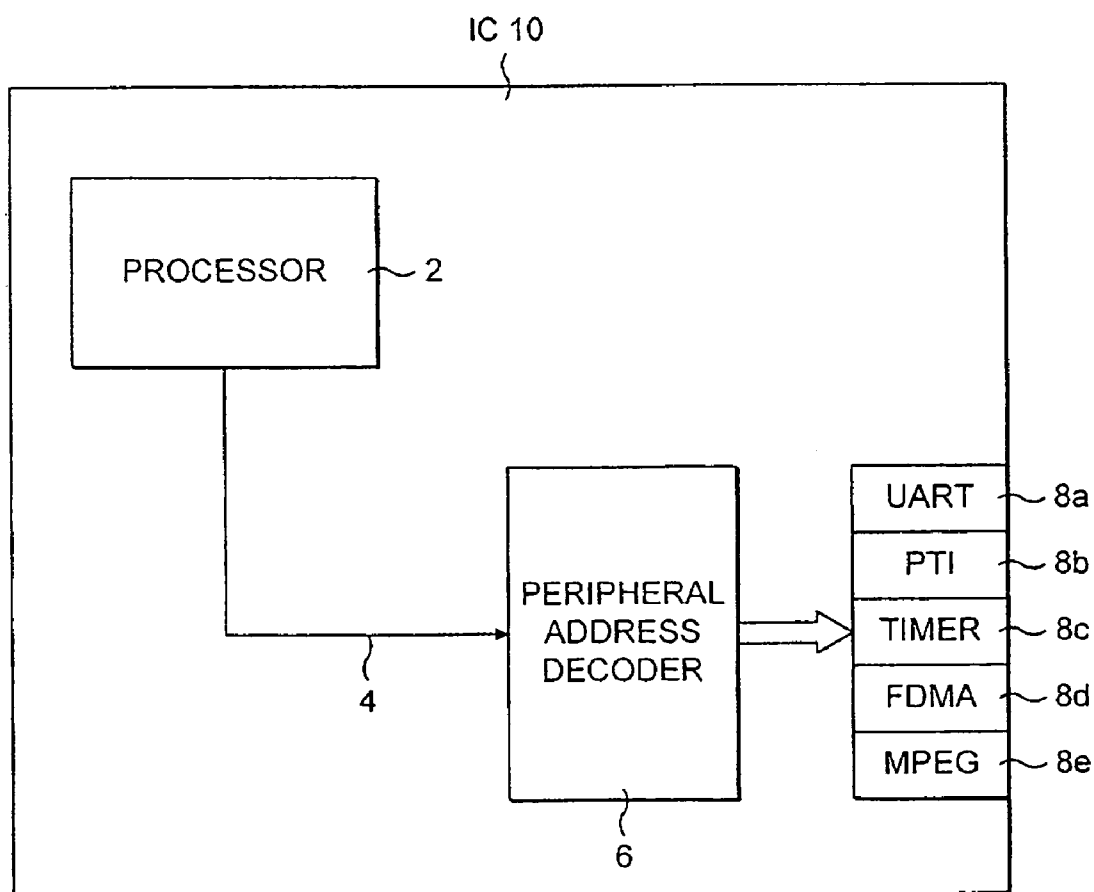 IC 10
PROCESSOR
2
4
PERIPHERAL
ADDRESS
DECODER
6
UART
8a
PTI
8b
TIMER
8c
FDMA
8d
MPEG
8e